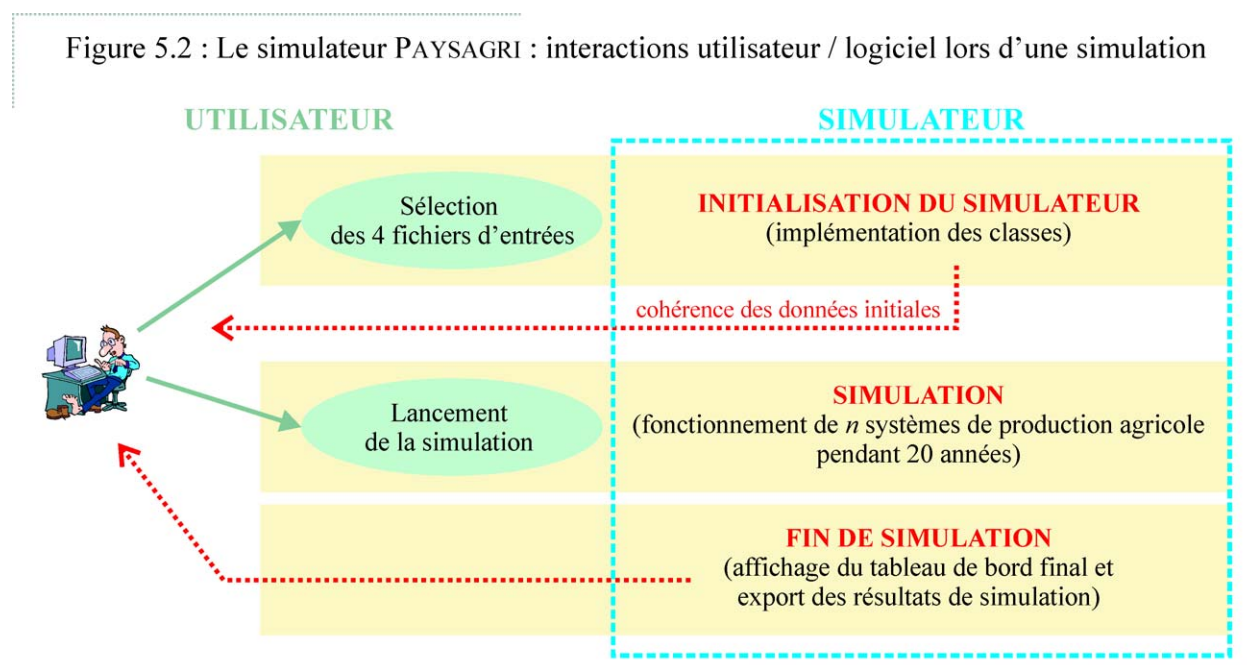 Figure 5.2 : Le simulateur PAYSAGRI : interactions utilisateur / logiciel lors d’une simulation
UTILISATEUR
SIMULATEUR
Sélection
des 4 fichiers d’entrées
INITIALISATION DU SIMULATEUR
(implémentation des classes)
cohérence des données initiales
Lancement
de la simulation
SIMULATION
(fonctionnement de n systèmes de production agricole
pendant 20 années)
FIN DE SIMULATION
(affichage du tableau de bord final et
export des résultats de simulation)